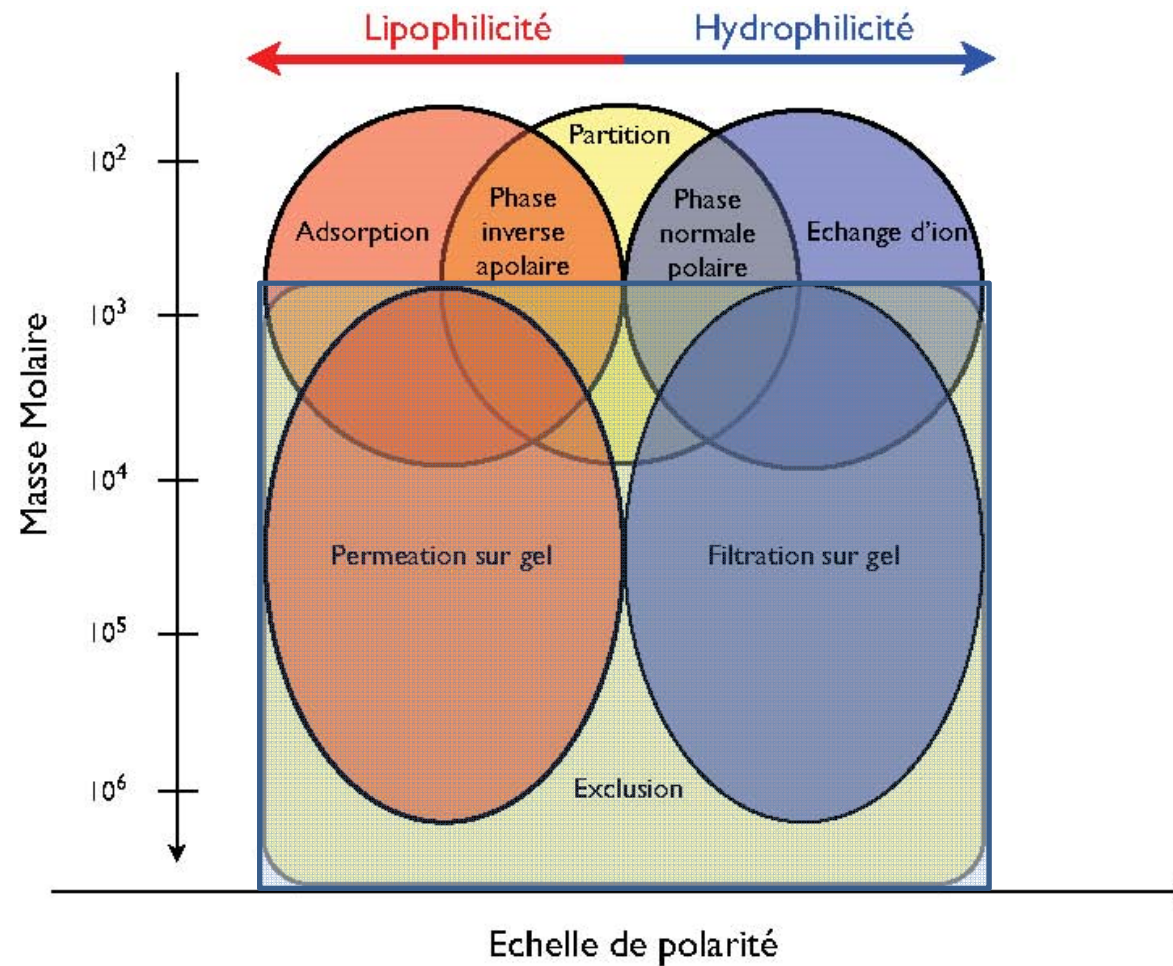 Lipophilicité
Hydrophilicité
Partition
10²
Phase
inverse
apolaire
Phase
normale
polaire
Adsorption
Echange d'ion
10³
Masse Molaire
10⁴
Permeation sur gel
Filtration sur gel
10⁵
10⁶
Exclusion
Echelle de polarité